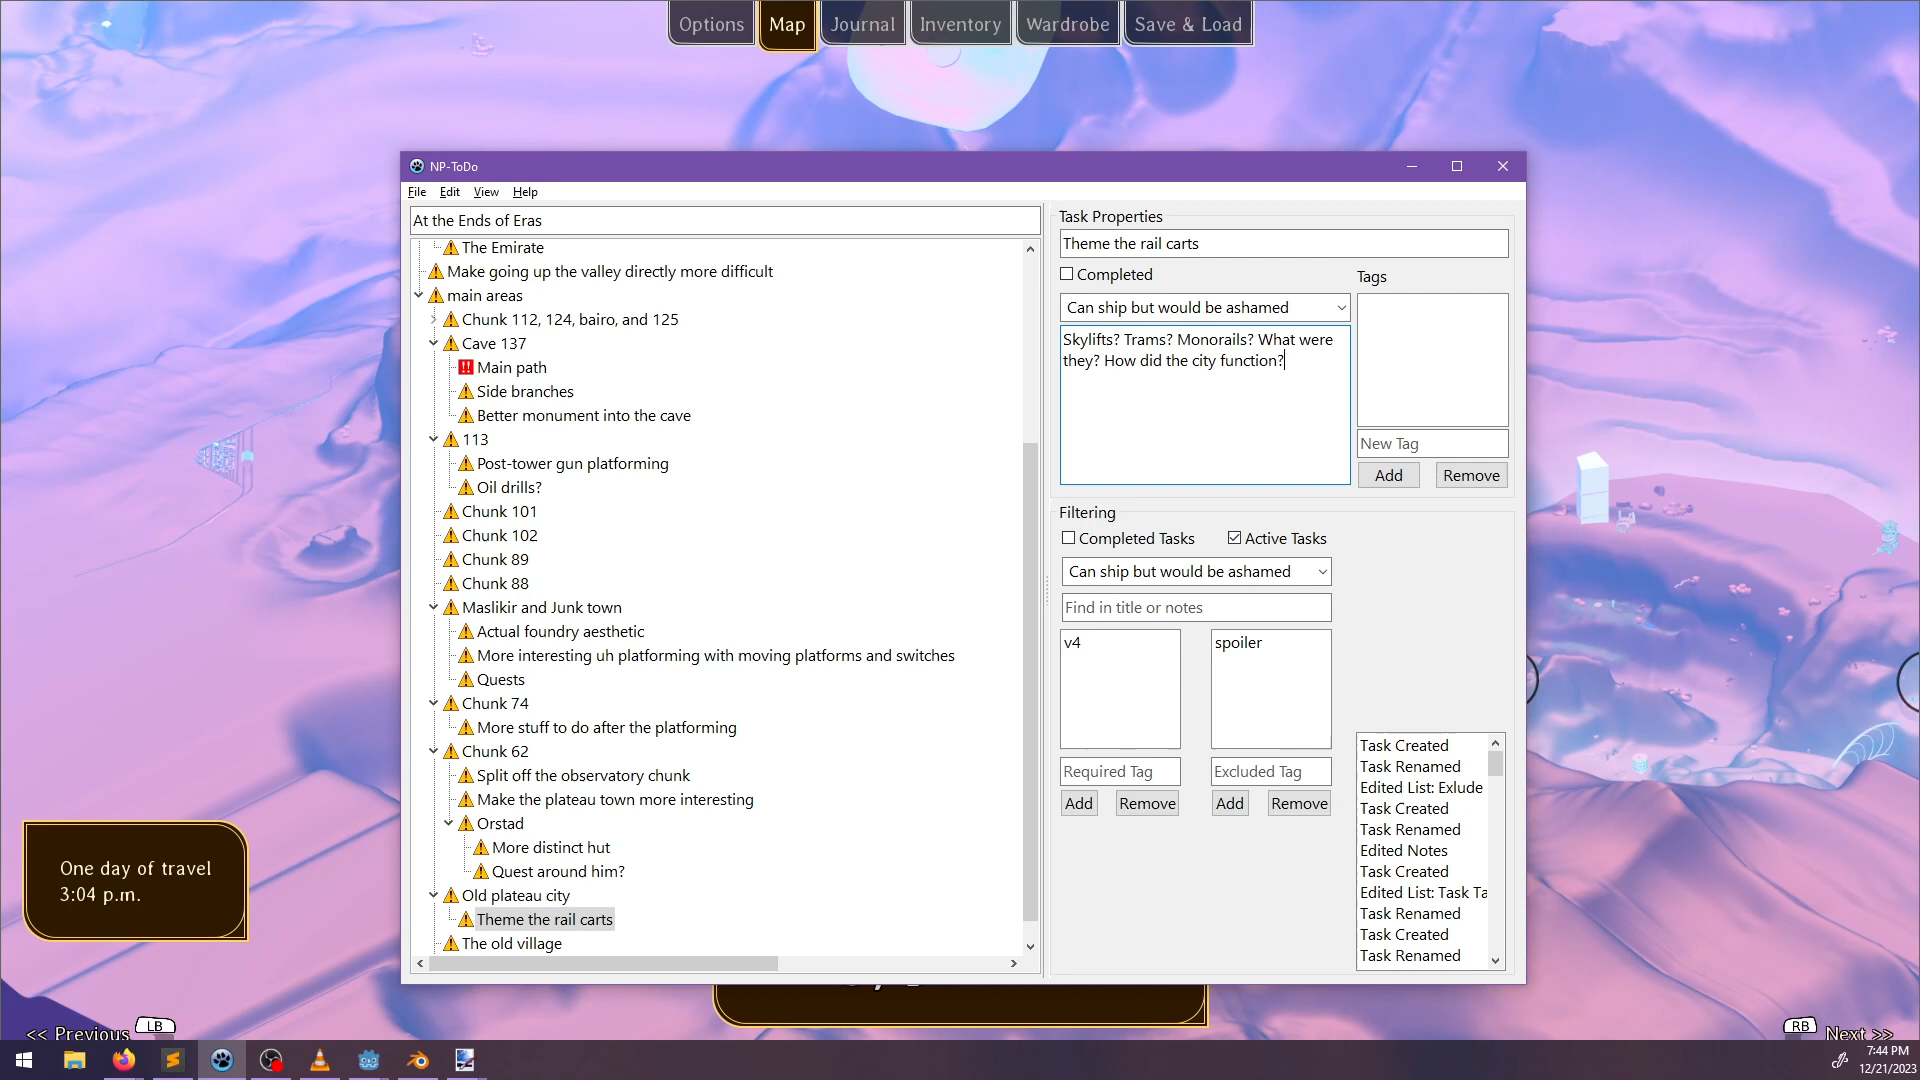 Options
Map
Journal
Inventory
Wardrobe
Save & Load
NP-ToDo
File
Edit
View
Help
At the Ends of Eras
The Emirate
Make going up the valley directly more difficult
main areas
Chunk 112, 124, bairo, and 125
Cave 137
Main path
Side branches
Better monument into the cave
113
Post-tower gun platforming
Oil drills?
Chunk 101
Chunk 102
Chunk 89
Chunk 88
Maslikir and Junk town
Actual foundry aesthetic
More interesting uh platforming with moving platforms and switches
Quests
Chunk 74
More stuff to do after the platforming
Chunk 62
Split off the observatory chunk
Make the plateau town more interesting
Orstad
More distinct hut
Quest around him?
Old plateau city
Theme the rail carts
The old village
Task Properties
Theme the rail carts
Completed
Can ship but would be ashamed
Skylifts? Trams? Monorails? What were
they? How did the city function?
Tags
New Tag
Add
Remove
Filtering
Completed Tasks
Active Tasks
Can ship but would be ashamed
Find in title or notes
v4
spoiler
Required Tag
Excluded Tag
Add
Remove
Add
Remove
Task Created
Task Renamed
Edited List: Exlude
Task Created
Task Renamed
Edited Notes
Task Created
Edited List: Task Ta
Task Renamed
Task Created
Task Renamed
One day of travel
3:04 p.m.
<< Previous
LB
RB
Next >>
7:44 PM
12/21/2023